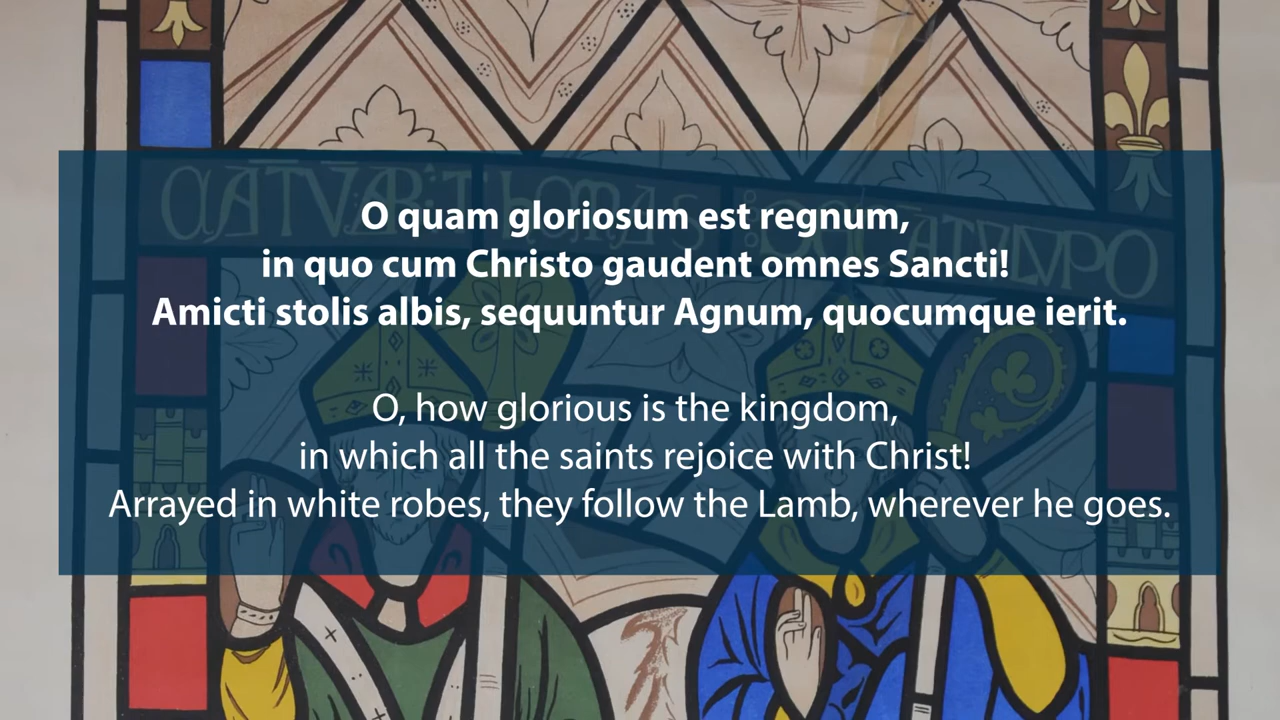 O quam gloriosum est regnum,
in quo cum Christo gaudent omnes Sancti!
Amicti stolis albis, sequuntur Agnum, quocumque ierit.
O, how glorious is the kingdom,
in which all the saints rejoice with Christ!
Arrayed in white robes, they follow the Lamb, wherever he goes.